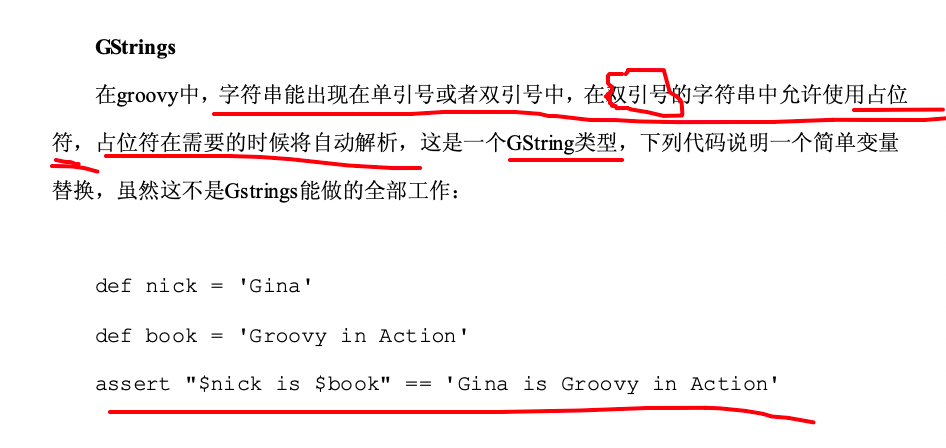 GStrings
在groovy中，字符串能出现在单引号或者双引号中，在双引号的字符串中允许使用占位
符，占位符在需要的时候将自动解析，这是一个GString类型，下列代码说明一个简单变量
替换，虽然这不是Gstrings能做的全部工作：
def nick = 'Gina'
def book = 'Groovy in Action'
assert "$nick is $book" == 'Gina is Groovy in Action'